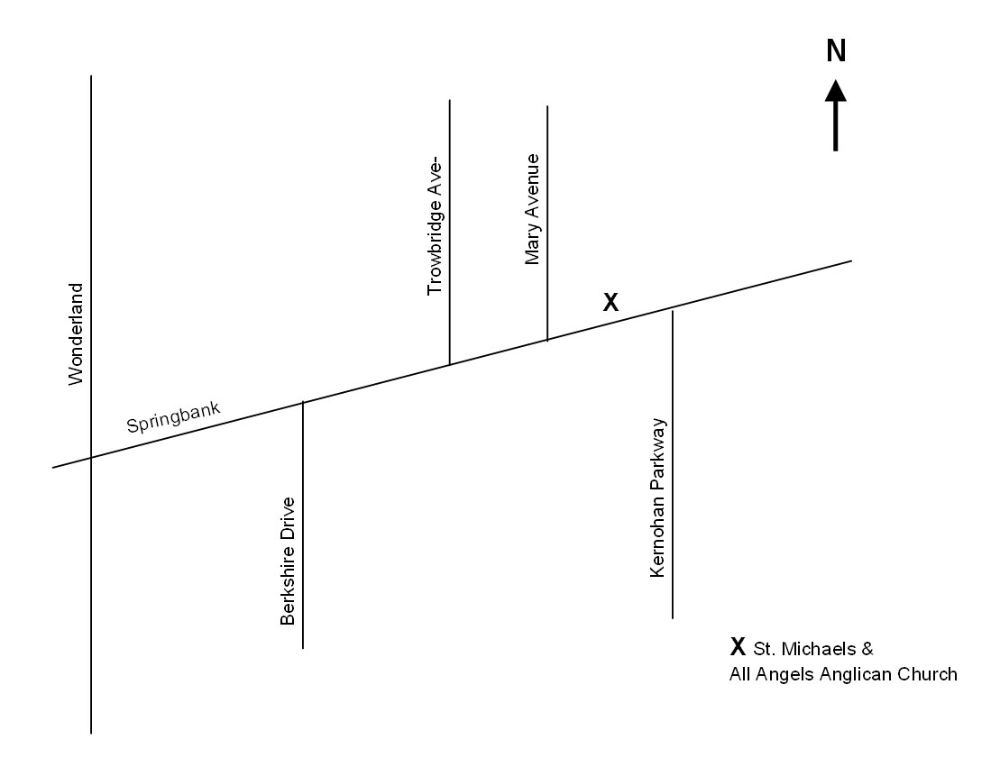 N
Trowbridge Ave-
Mary Avenue
X
Wonderland
Springbank
Berkshire Drive
Kernohan Parkway
X St. Michaels &
All Angels Anglican Church